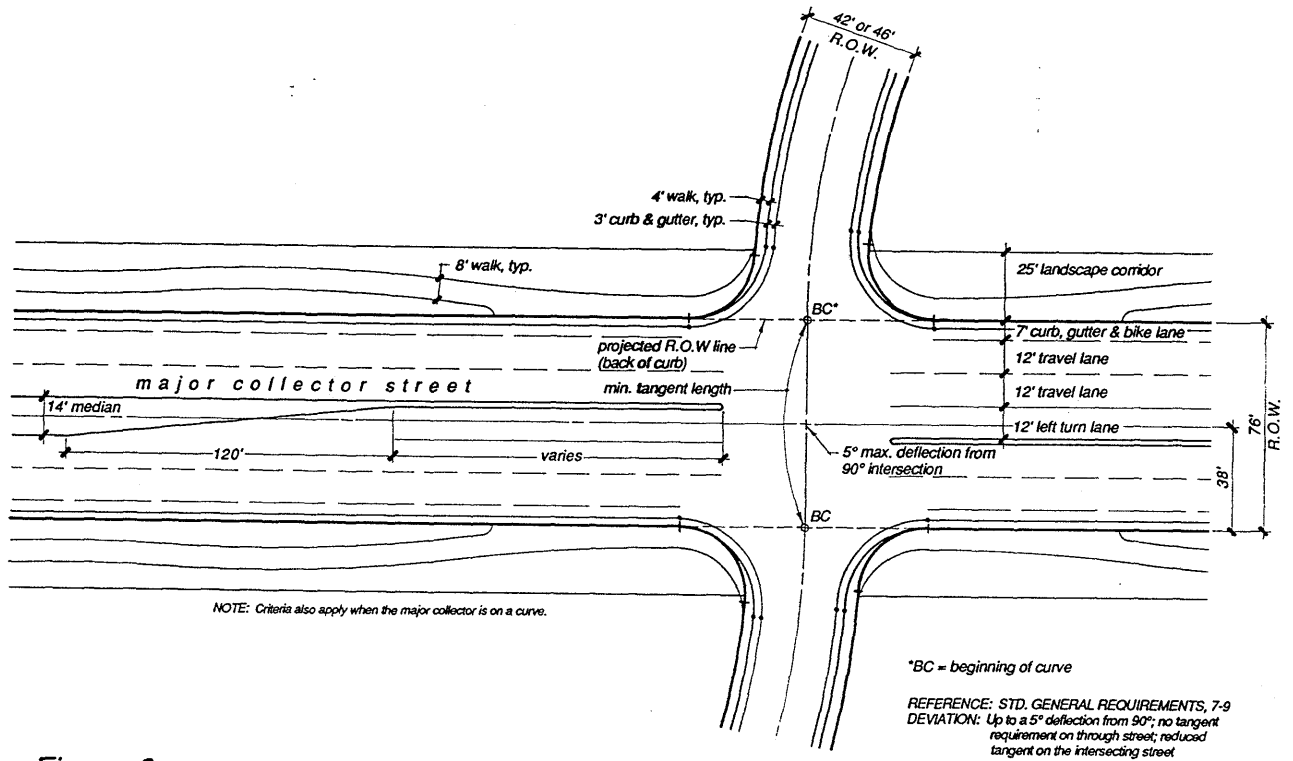 42' or 46'
R.O.W.
4' walk, typ.
3' curb & gutter, typ.
8' walk, typ.
25' landscape corridor
BC*
7' curb, gutter & bike lane
projected R.O.W line
(back of curb)
12' travel lane
min. tangent length
major collector street
12' travel lane
14' median
12' left turn lane
76'
R.O.W.
120'
varies
5° max. deflection from
90° intersection
38'
BC
NOTE: Criteria also apply when the major collector is on a curve.
*BC = beginning of curve
REFERENCE: STD. GENERAL REQUIREMENTS, 7-9
DEVIATION: Up to a 5° deflection from 90°; no tangent
requirement on through street; reduced
tangent on the intersecting street